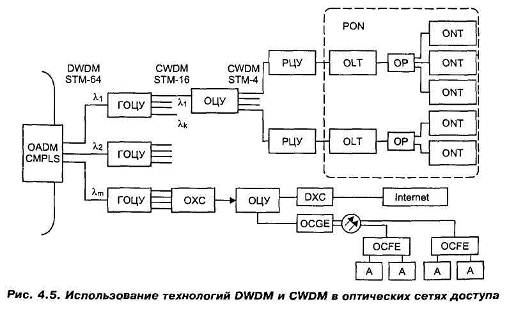 PON
DWDM
STM-64
CWDM
STM-16
CWDM
STM-4
РЦУ
OLT
OP
ONT
ONT
ONT
λ1
ГОЦУ
λ1
ОЦУ
λk
OADM
CMPLS
λ2
ГОЦУ
РЦУ
OLT
OP
ONT
ONT
λm
ГОЦУ
OXC
ОЦУ
DXC
Internet
OCGE
OCFE
OCFE
A
A
A
A
Рис. 4.5. Использование технологий DWDM и CWDM в оптических сетях доступа